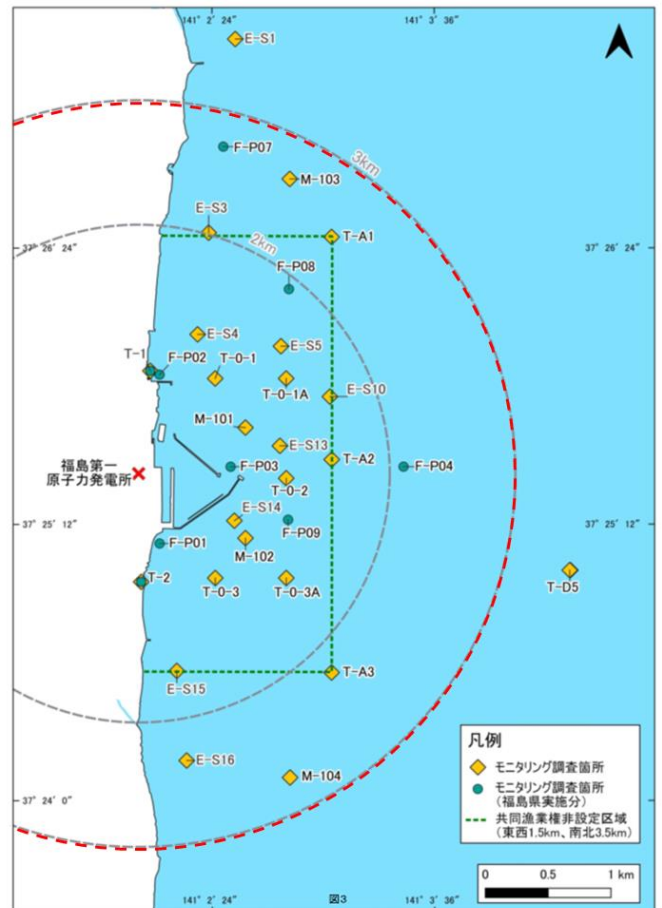 141° 2′ 24″
141° 3′ 36″
E-S1
F-P07
3km
M-103
E-S3
2km
T-A1
37° 26′ 24″
37° 26′ 24″
F-P08
E-S4
E-S5
T-1
F-P02
T-0-1
T-0-1A
E-S10
M-101
E-S13
福島第一
原子力発電所
F-P03
T-A2
F-P04
T-0-2
E-S14
F-P09
37° 25′ 12″
37° 25′ 12″
F-P01
M-102
T-2
T-0-3
T-0-3A
T-D5
E-S15
T-A3
凡例
モニタリング調査箇所
モニタリング調査箇所
(福島県実施分)
共同漁業権非設定区域
(東西1.5km、南北3.5km)
E-S16
M-104
37° 24′ 0″
37° 24′ 0″
0 0.5 1 km
141° 2′ 24″
図3
141° 3′ 36″